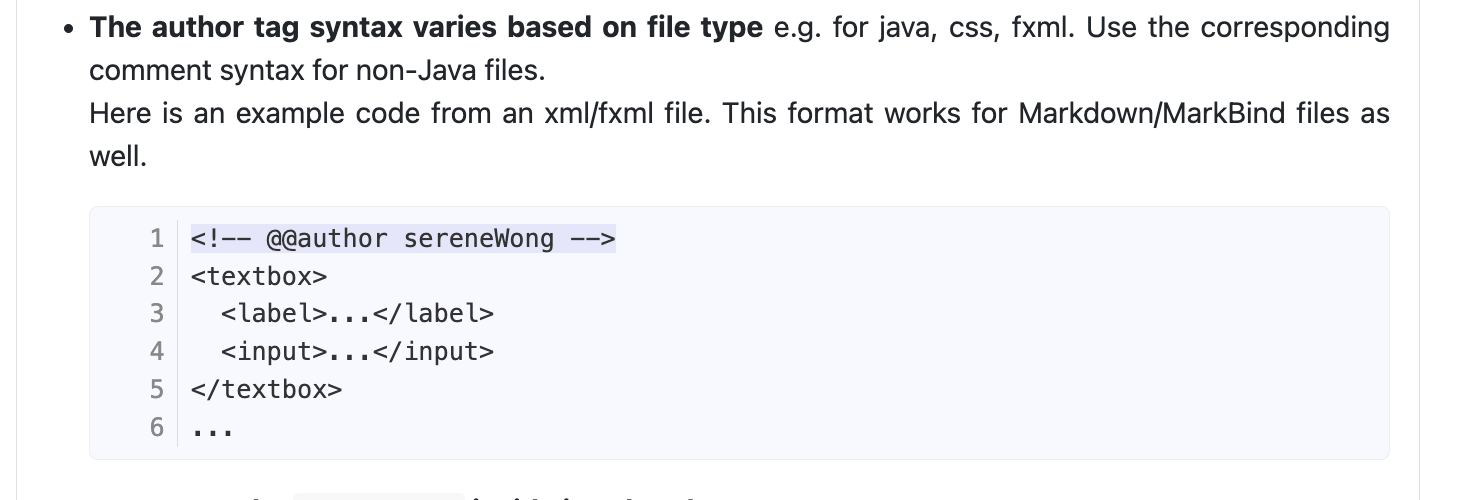 • The author tag syntax varies based on file type e.g. for java, css, fxml. Use the corresponding
comment syntax for non-Java files.
Here is an example code from an xml/fxml file. This format works for Markdown/MarkBind files as
well.
1 <!-- @@author sereneWong -->
2 <textbox>
3   <label>...</label>
4   <input>...</input>
5 </textbox>
6 ...